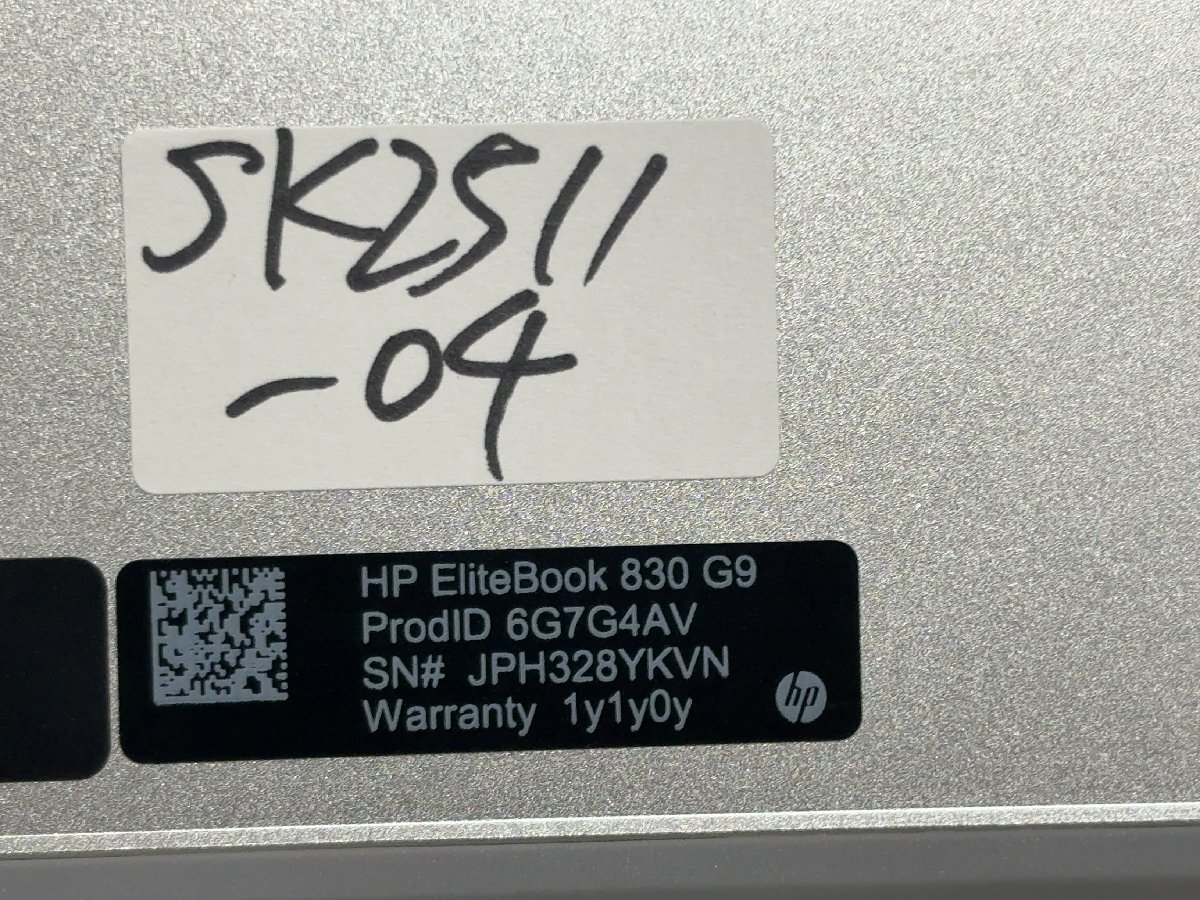 SK2511
-04
HP EliteBook 830 G9
ProdID 6G7G4AV
SN# JPH328YKVN
Warranty 1y1y0y
hp